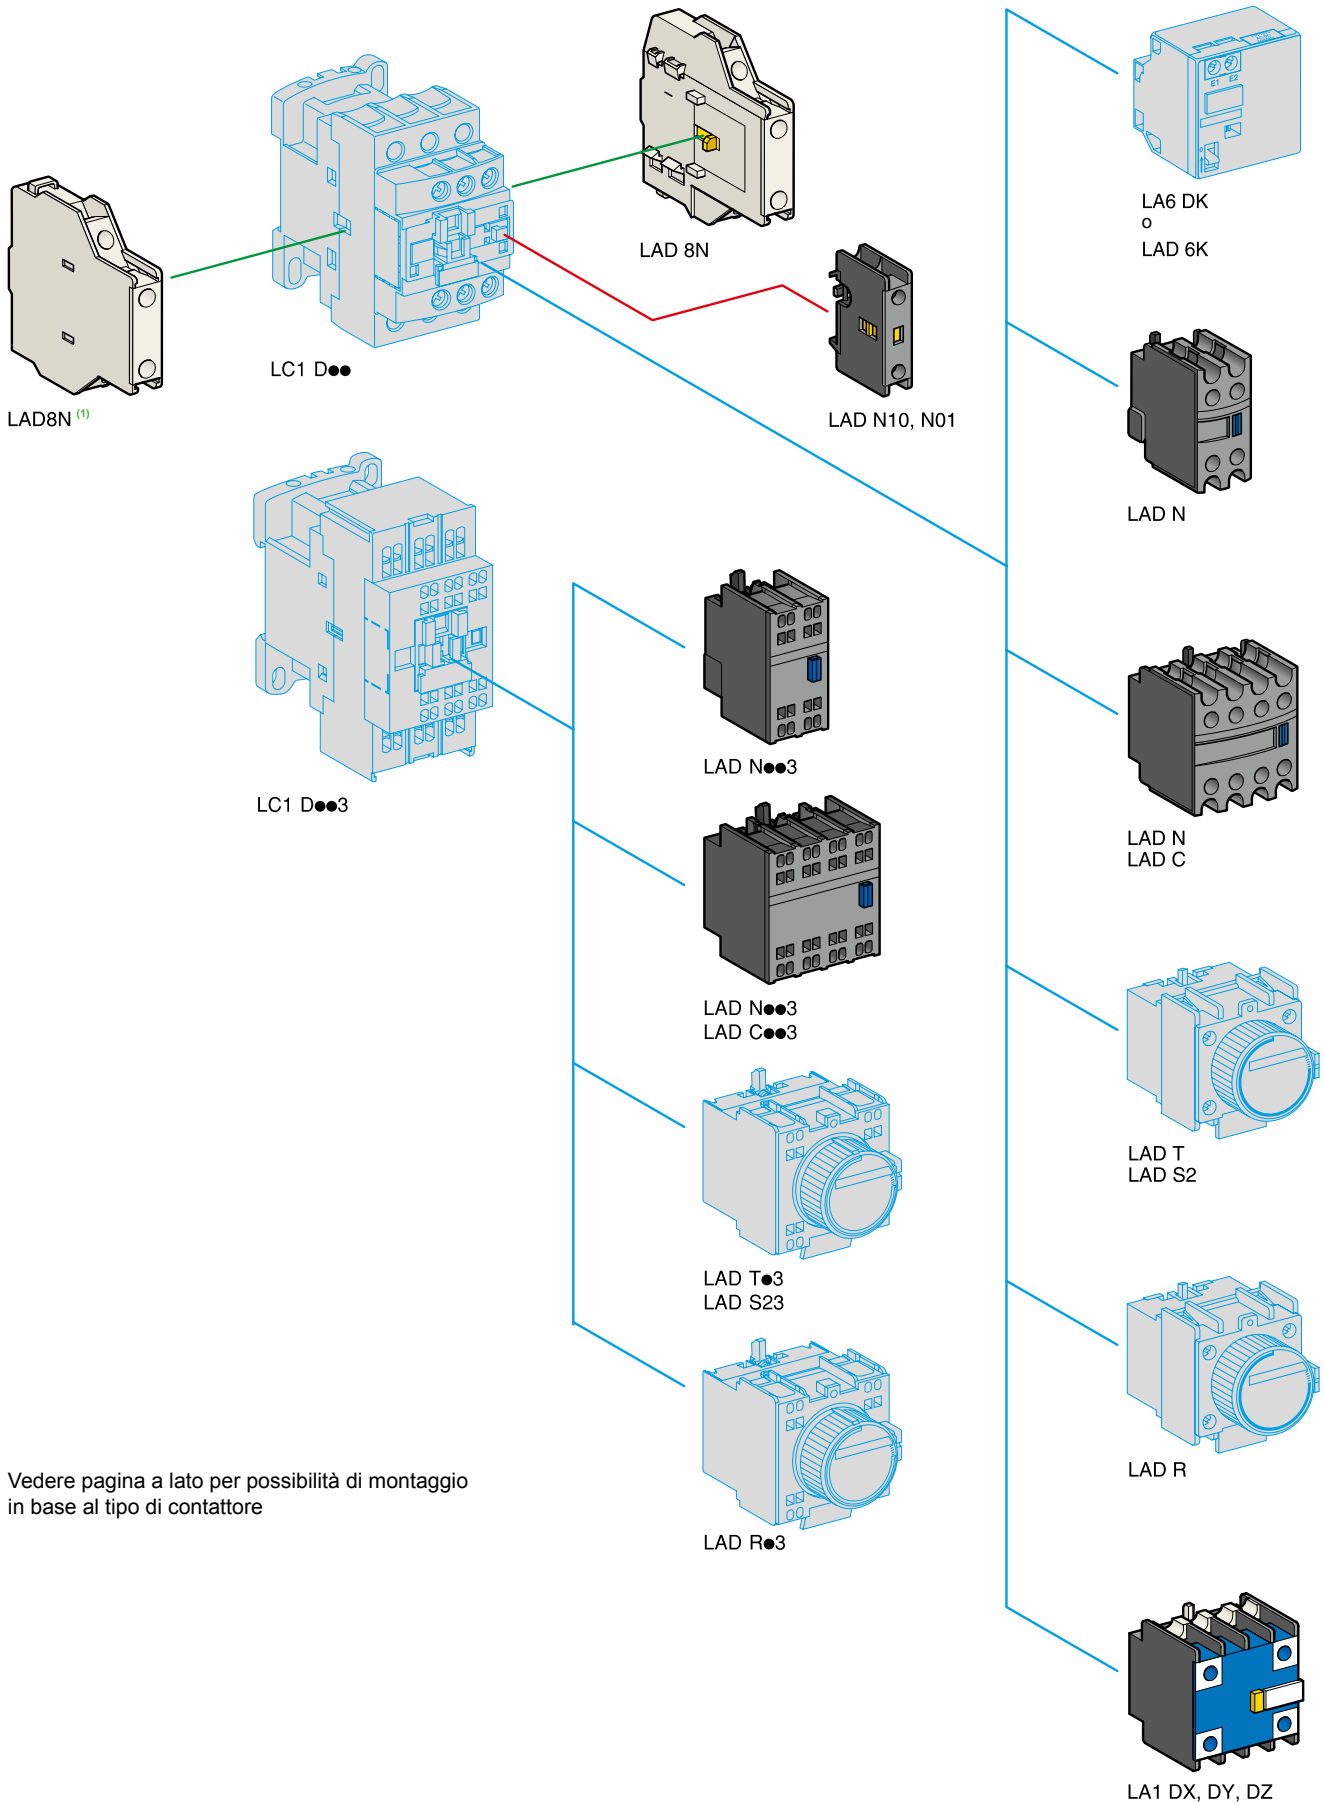 E1 E2
LA6 DK
o
LAD 6K
LAD 8N
LC1 D●●
LAD8N (1)
LAD N10, N01
LAD N
LAD N●●3
LC1 D●●3
LAD N
LAD C
LAD N●●3
LAD C●●3
LAD T
LAD S2
LAD T●3
LAD S23
LAD R
Vedere pagina a lato per possibilità di montaggio
in base al tipo di contattore
LAD R●3
LA1 DX, DY, DZ